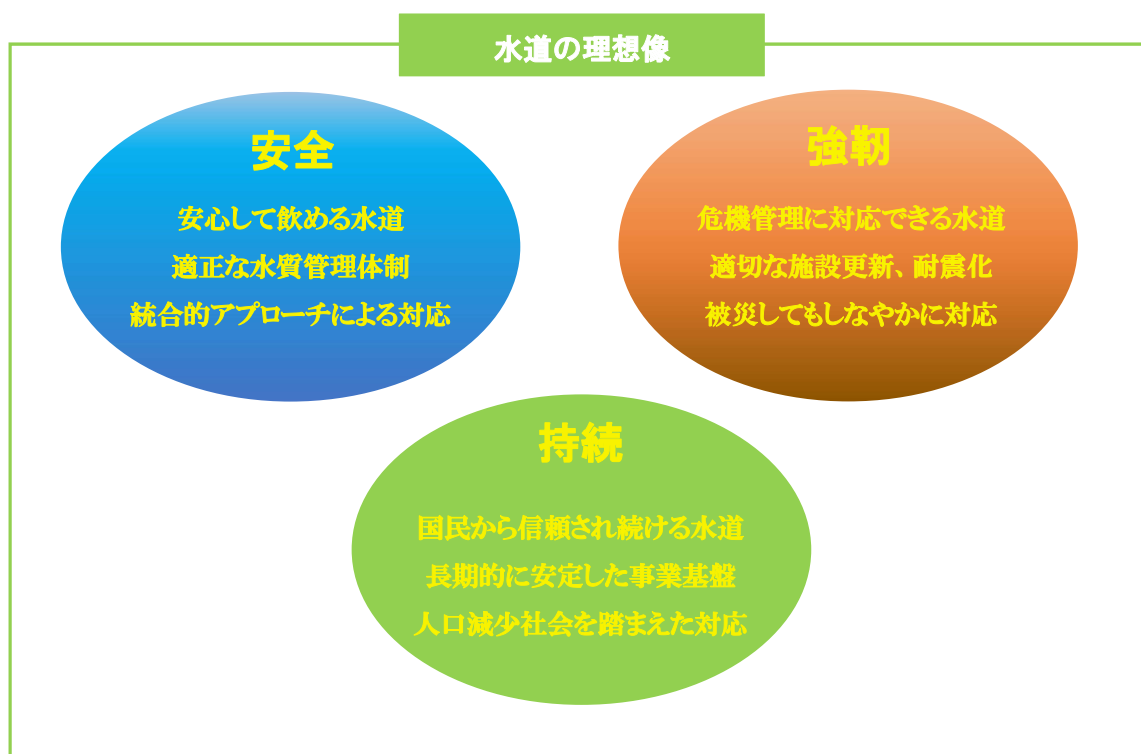 水道の理想像
安全
安心して飲める水道
適正な水質管理体制
統合的アプローチによる対応
強靭
危機管理に対応できる水道
適切な施設更新、耐震化
被災してもしなやかに対応
持続
国民から信頼され続ける水道
長期的に安定した事業基盤
人口減少社会を踏まえた対応